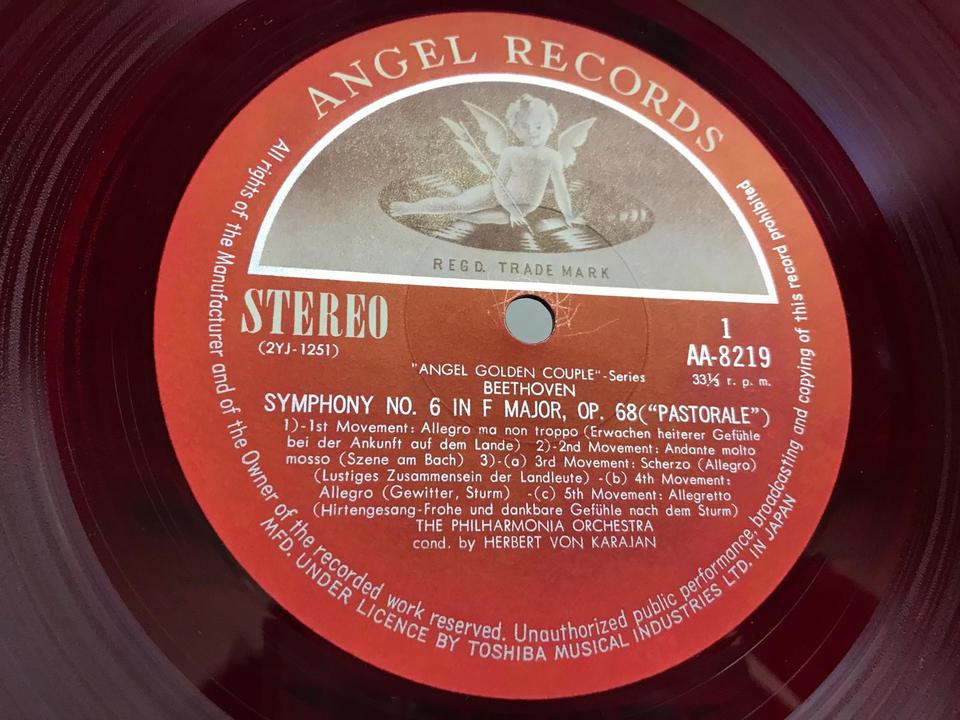 ANGEL RECORDS
REGD. TRADE MARK
STEREO
(2YJ-1251)
1
AA-8219
33⅓ r. p. m.
"ANGEL GOLDEN COUPLE"-Series
BEETHOVEN
SYMPHONY NO. 6 IN F MAJOR, OP. 68("PASTORALE")
1)-1st Movement: Allegro ma non troppo (Erwachen heiterer Gefühle
bei der Ankunft auf dem Lande) 2)-2nd Movement: Andante molto
mosso (Szene am Bach) 3)-(a) 3rd Movement: Scherzo (Allegro)
(Lustiges Zusammensein der Landleute) -(b) 4th Movement:
Allegro (Gewitter, Sturm) -(c) 5th Movement: Allegretto
(Hirtengesang-Frohe und dankbare Gefühle nach dem Sturm)
THE PHILHARMONIA ORCHESTRA
cond. by HERBERT VON KARAJAN
All rights of the Manufacturer and of the Owner of the recorded work reserved. Unauthorized public performance, broadcasting and copying of this record prohibited
MFD. UNDER LICENCE BY TOSHIBA MUSICAL INDUSTRIES LTD. IN JAPAN